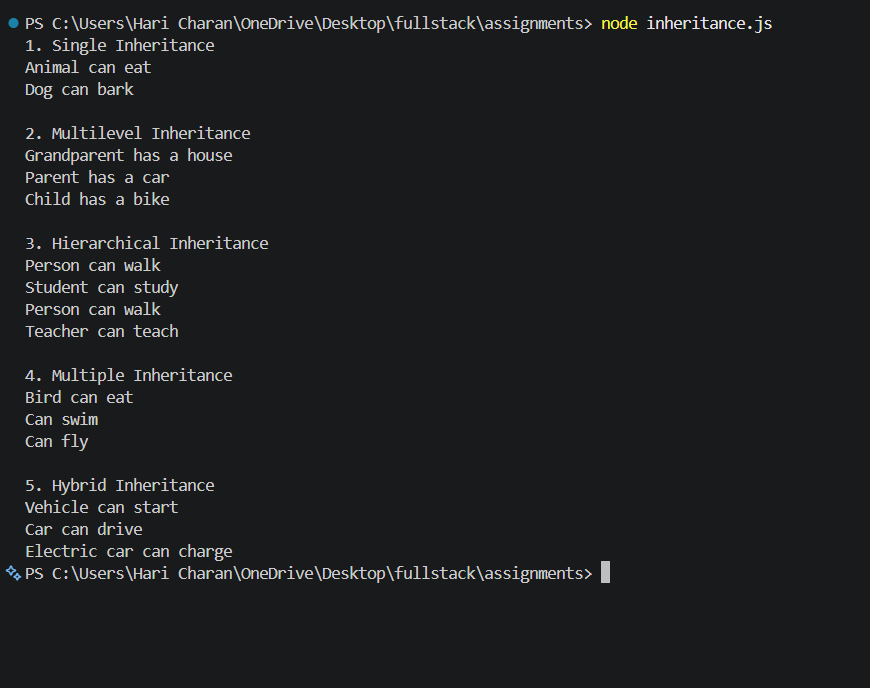 PS C:\Users\Hari Charan\OneDrive\Desktop\fullstack\assignments> node inheritance.js
1. Single Inheritance
Animal can eat
Dog can bark

2. Multilevel Inheritance
Grandparent has a house
Parent has a car
Child has a bike

3. Hierarchical Inheritance
Person can walk
Student can study
Person can walk
Teacher can teach

4. Multiple Inheritance
Bird can eat
Can swim
Can fly

5. Hybrid Inheritance
Vehicle can start
Car can drive
Electric car can charge
PS C:\Users\Hari Charan\OneDrive\Desktop\fullstack\assignments>